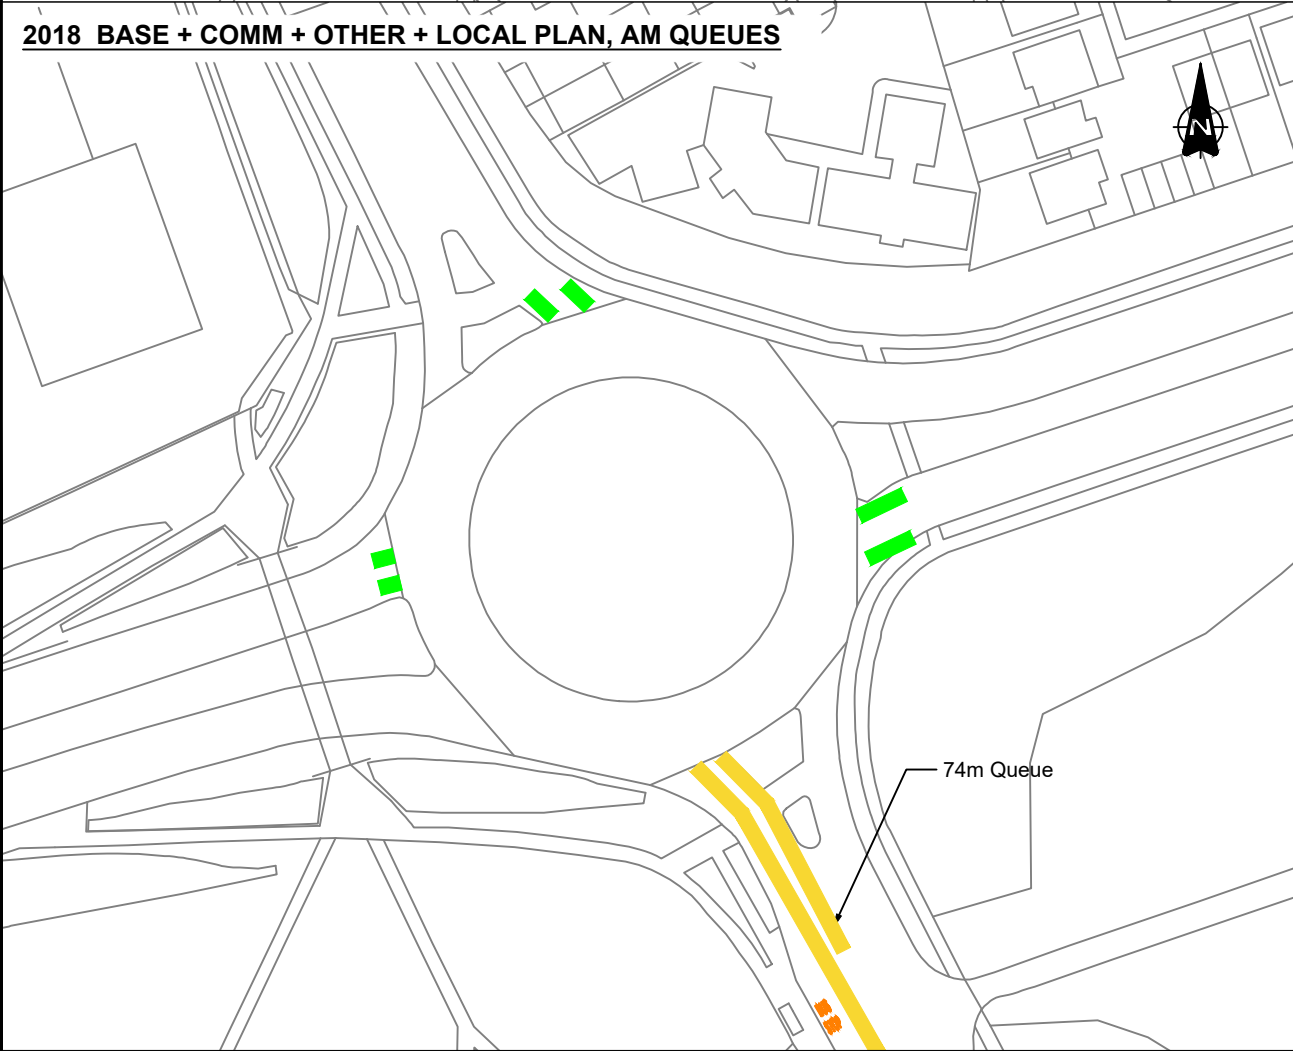 2018 BASE + COMM + OTHER + LOCAL PLAN, AM QUEUES
N
74m Queue